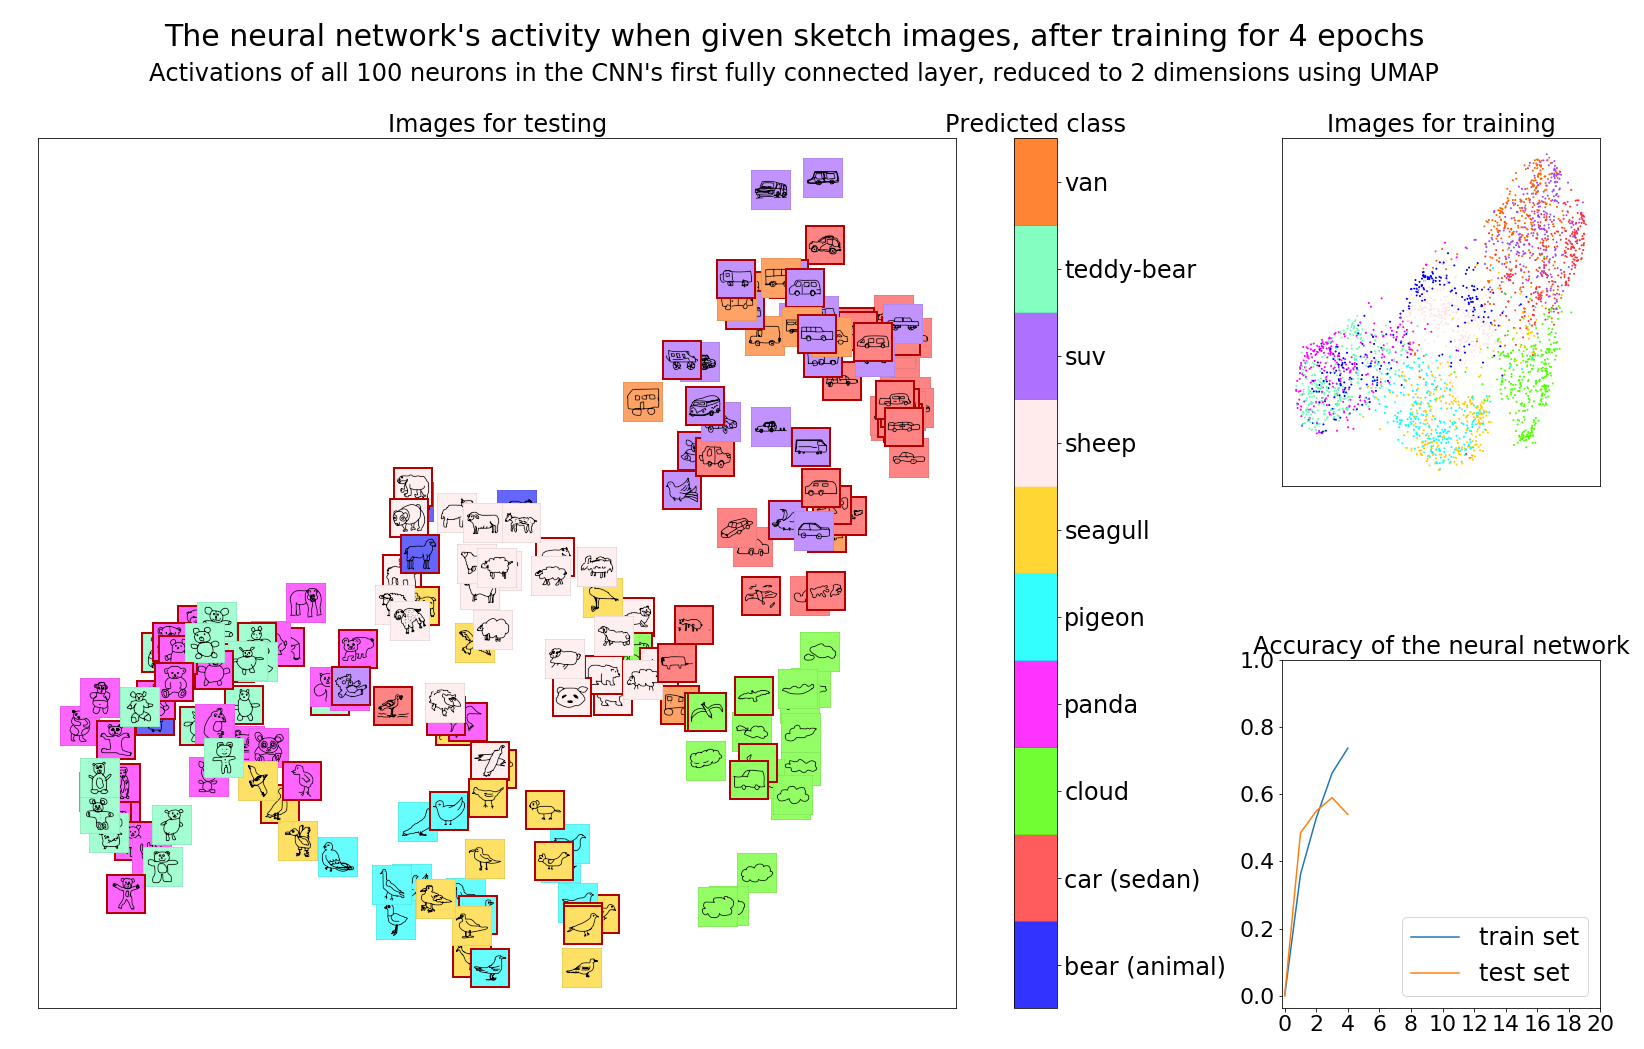 The neural network's activity when given sketch images, after training for 4 epochs
Activations of all 100 neurons in the CNN's first fully connected layer, reduced to 2 dimensions using UMAP
Images for testing
Predicted class
van
teddy-bear
suv
sheep
seagull
pigeon
panda
cloud
car (sedan)
bear (animal)
Images for training
Accuracy of the neural network
1.0
0.8
0.6
0.4
0.2
0.0
train set
test set
0 2 4 6 8 10 12 14 16 18 20